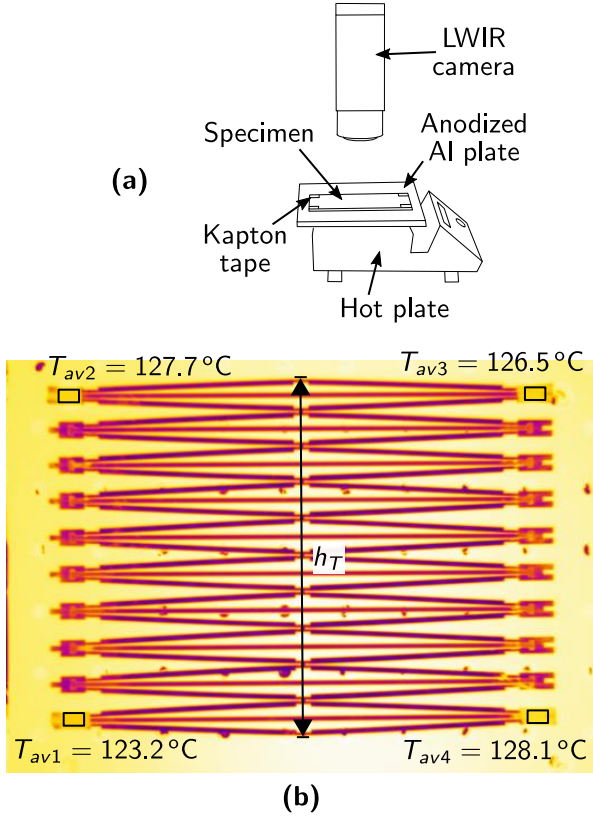 LWIR
camera
Specimen
Anodized
Al plate
(a)
Kapton
tape
Hot plate
T_av2 = 127.7 °C
T_av3 = 126.5 °C
h_T
T_av1 = 123.2 °C
T_av4 = 128.1 °C
(b)